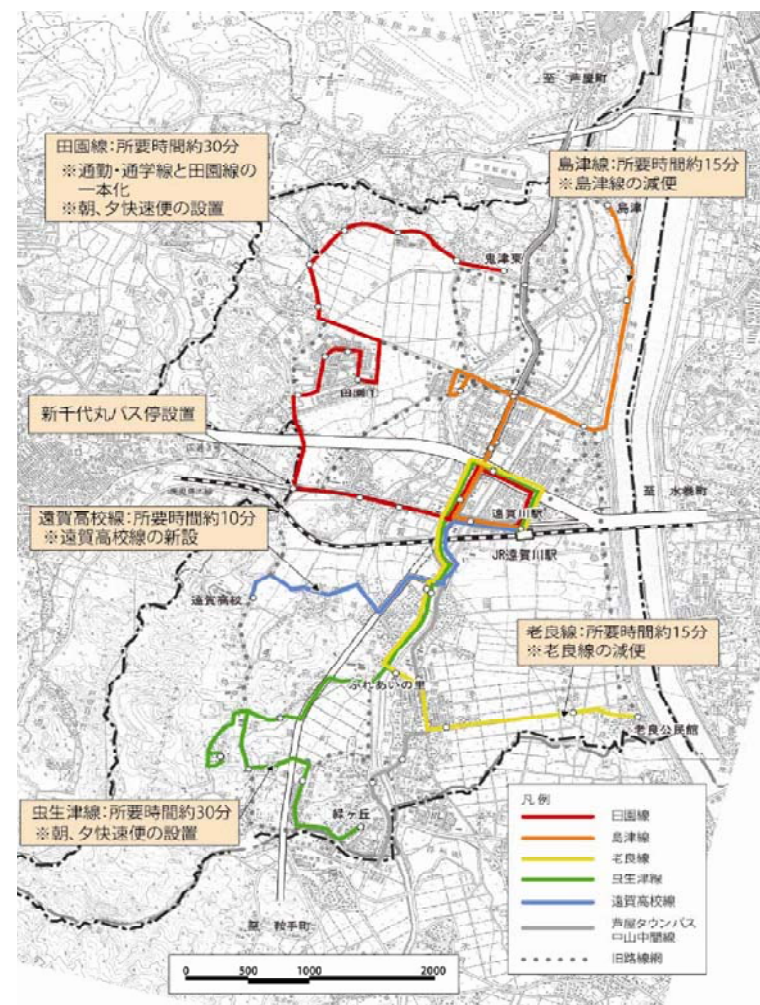 至 芦屋町
田園線:所要時間約30分
※通勤・通学線と田園線の
一本化
※朝、夕快速便の設置
島津線:所要時間約15分
※島津線の減便
島津
鬼津東
田園①
新千代丸バス停設置
至 水巻町
遠賀川駅
遠賀高校線:所要時間約10分
※遠賀高校線の新設
JR遠賀川駅
遠賀高校
老良線:所要時間約15分
※老良線の減便
ふれあいの里
老良公民館
虫生津線:所要時間約30分
※朝、夕快速便の設置
緑ヶ丘
至 鞍手町
凡例
田園線
島津線
老良線
虫生津線
遠賀高校線
芦屋タウンバス
中山中間線
旧路線網
0 500 1000 2000